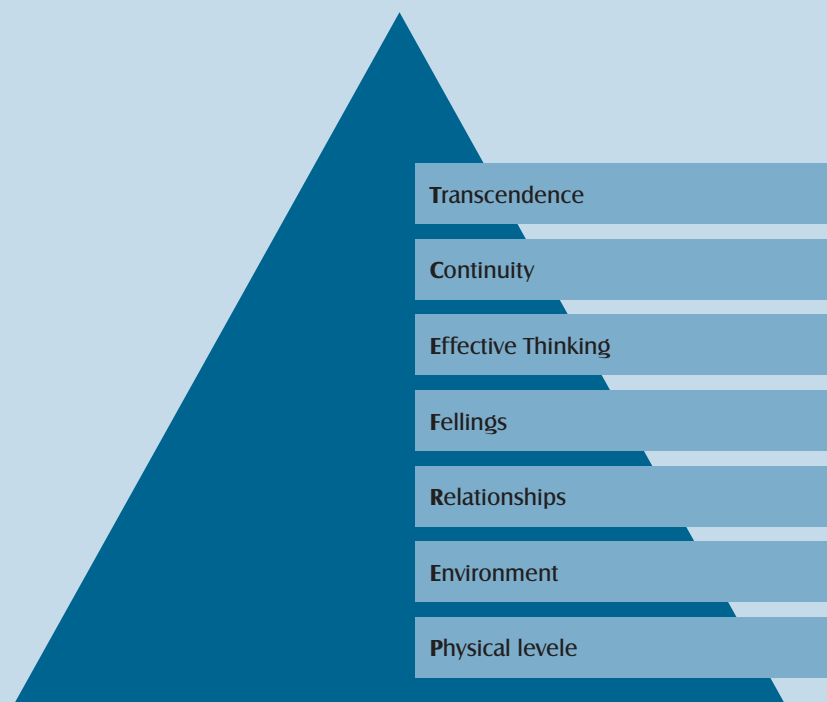 Transcendence
Continuity
Effective Thinking
Fellings
Relationships
Environment
Physical levele